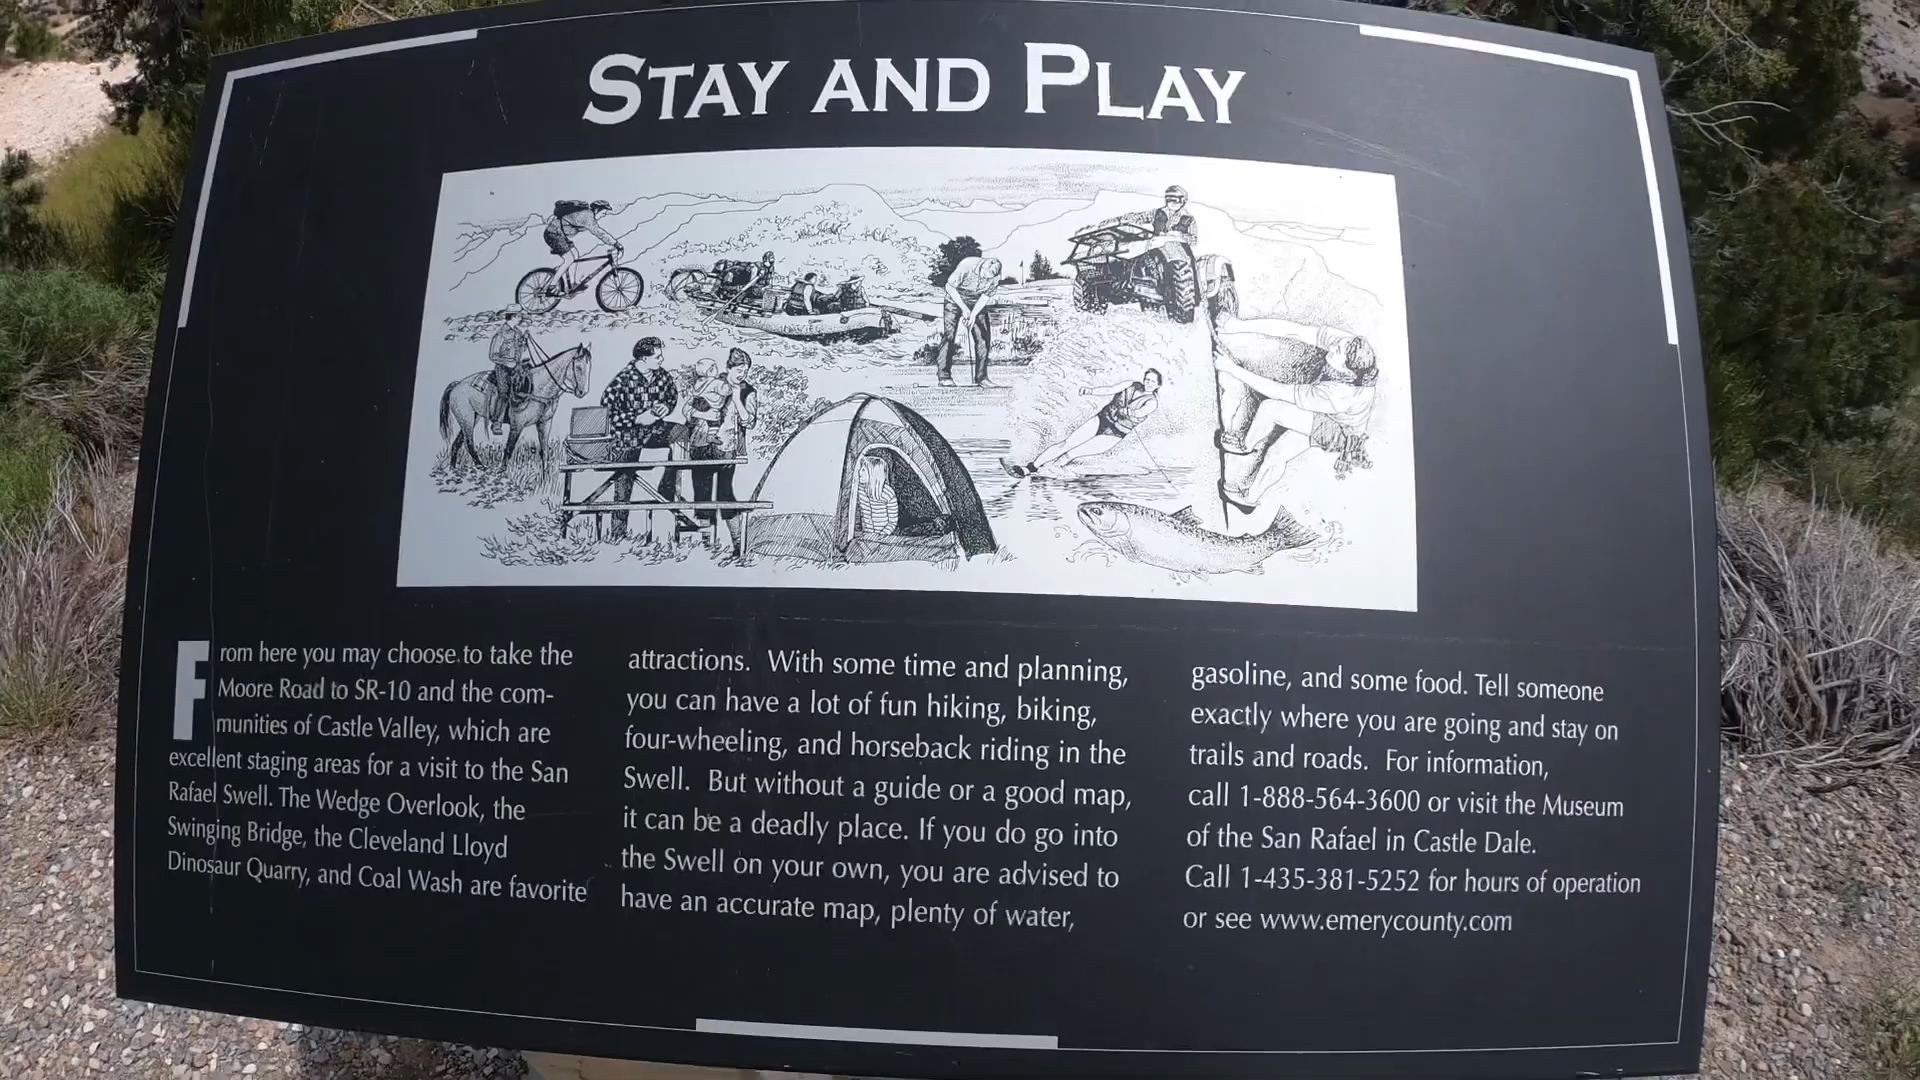 STAY AND PLAY
From here you may choose to take the
Moore Road to SR-10 and the com-
munities of Castle Valley, which are
excellent staging areas for a visit to the San
Rafael Swell. The Wedge Overlook, the
Swinging Bridge, the Cleveland Lloyd
Dinosaur Quarry, and Coal Wash are favorite
attractions. With some time and planning,
you can have a lot of fun hiking, biking,
four-wheeling, and horseback riding in the
Swell. But without a guide or a good map,
it can be a deadly place. If you do go into
the Swell on your own, you are advised to
have an accurate map, plenty of water,
gasoline, and some food. Tell someone
exactly where you are going and stay on
trails and roads. For information,
call 1-888-564-3600 or visit the Museum
of the San Rafael in Castle Dale.
Call 1-435-381-5252 for hours of operation
or see www.emerycounty.com